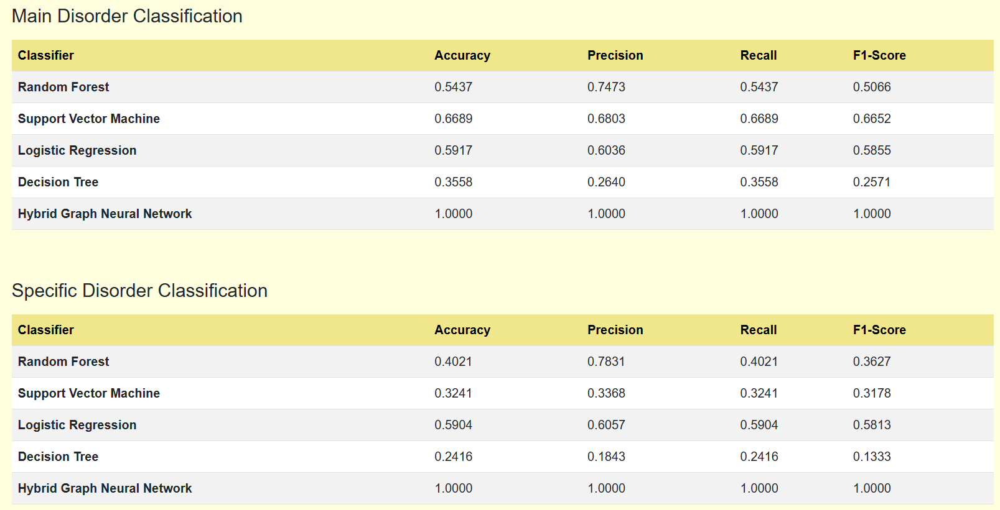 Main Disorder Classification
Classifier Accuracy Precision Recall F1-Score
Random Forest 0.5437 0.7473 0.5437 0.5066
Support Vector Machine 0.6689 0.6803 0.6689 0.6652
Logistic Regression 0.5917 0.6036 0.5917 0.5855
Decision Tree 0.3558 0.2640 0.3558 0.2571
Hybrid Graph Neural Network 1.0000 1.0000 1.0000 1.0000
Specific Disorder Classification
Classifier Accuracy Precision Recall F1-Score
Random Forest 0.4021 0.7831 0.4021 0.3627
Support Vector Machine 0.3241 0.3368 0.3241 0.3178
Logistic Regression 0.5904 0.6057 0.5904 0.5813
Decision Tree 0.2416 0.1843 0.2416 0.1333
Hybrid Graph Neural Network 1.0000 1.0000 1.0000 1.0000